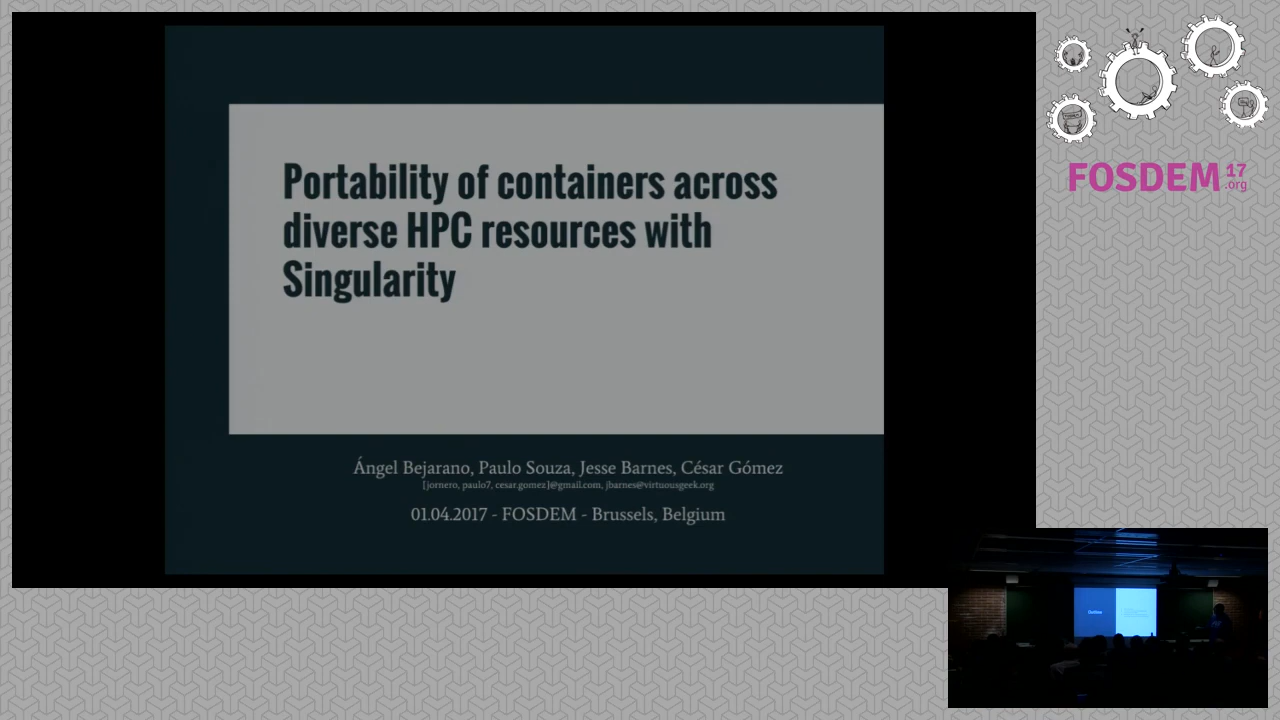 Portability of containers across
diverse HPC resources with
Singularity
Ángel Bejarano, Paulo Souza, Jesse Barnes, César Gómez
[jornero, paulo7, cesar.gomez]@gmail.com, jbarnes@virtuousgeek.org
01.04.2017 - FOSDEM - Brussels, Belgium
FOSDEM 17
.org
Outline